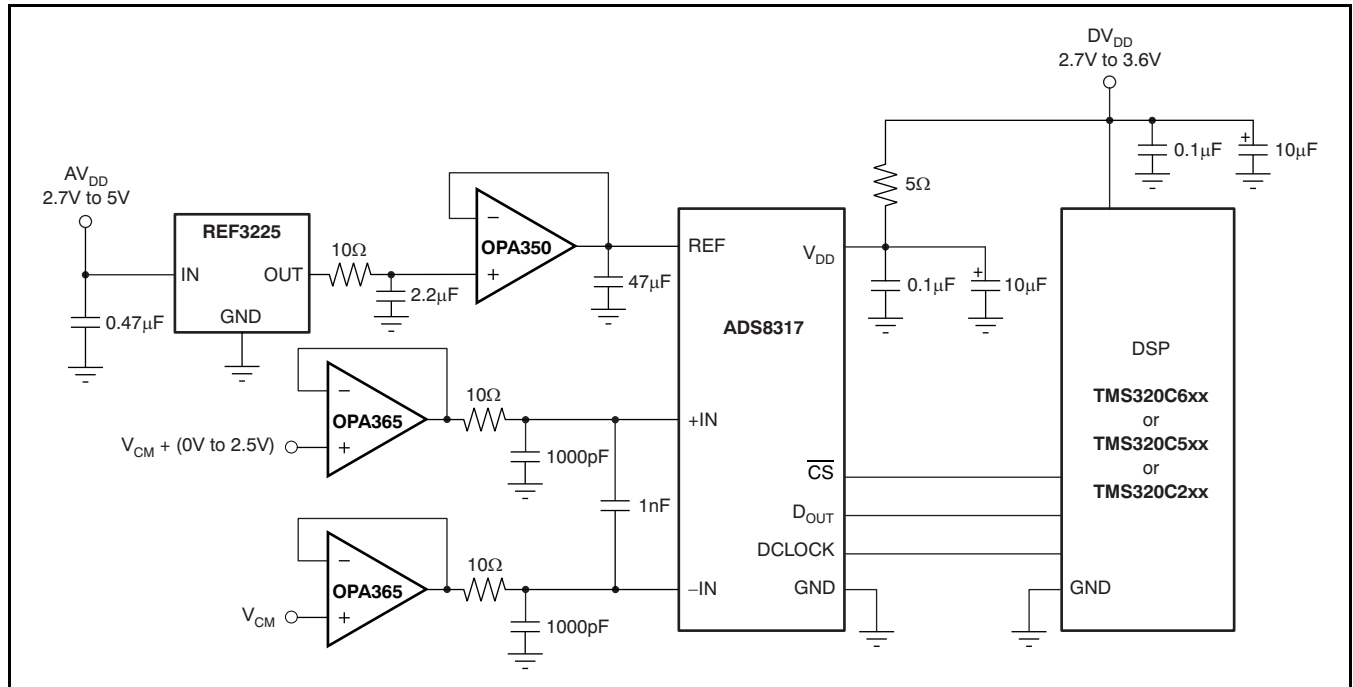 DV_DD
2.7V to 3.6V
0.1μF
+
10μF
5Ω
AV_DD
2.7V to 5V
REF3225
IN
OUT
GND
0.47μF
10Ω
2.2μF
−
OPA350
+
47μF
REF
V_DD
0.1μF
+
10μF
ADS8317
DSP
TMS320C6xx
or
TMS320C5xx
or
TMS320C2xx
−
OPA365
+
V_CM + (0V to 2.5V)
10Ω
1000pF
+IN
1nF
CS
D_OUT
DCLOCK
GND
GND
−
OPA365
+
V_CM
10Ω
1000pF
−IN